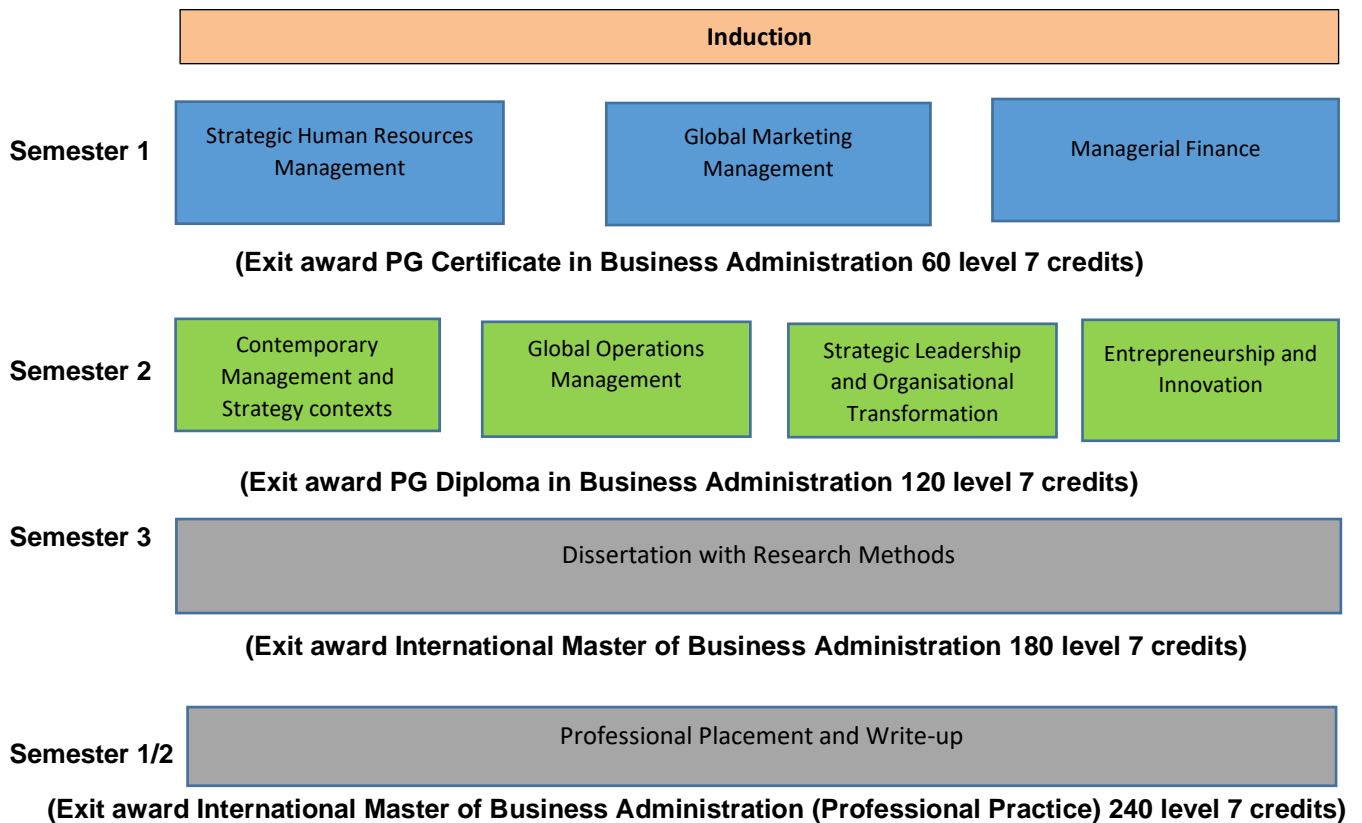 Induction
Semester 1
Strategic Human Resources
Management
Global Marketing
Management
Managerial Finance
(Exit award PG Certificate in Business Administration 60 level 7 credits)
Semester 2
Contemporary
Management and
Strategy contexts
Global Operations
Management
Strategic Leadership
and Organisational
Transformation
Entrepreneurship and
Innovation
(Exit award PG Diploma in Business Administration 120 level 7 credits)
Semester 3
Dissertation with Research Methods
(Exit award International Master of Business Administration 180 level 7 credits)
Semester 1/2
Professional Placement and Write-up
(Exit award International Master of Business Administration (Professional Practice) 240 level 7 credits)